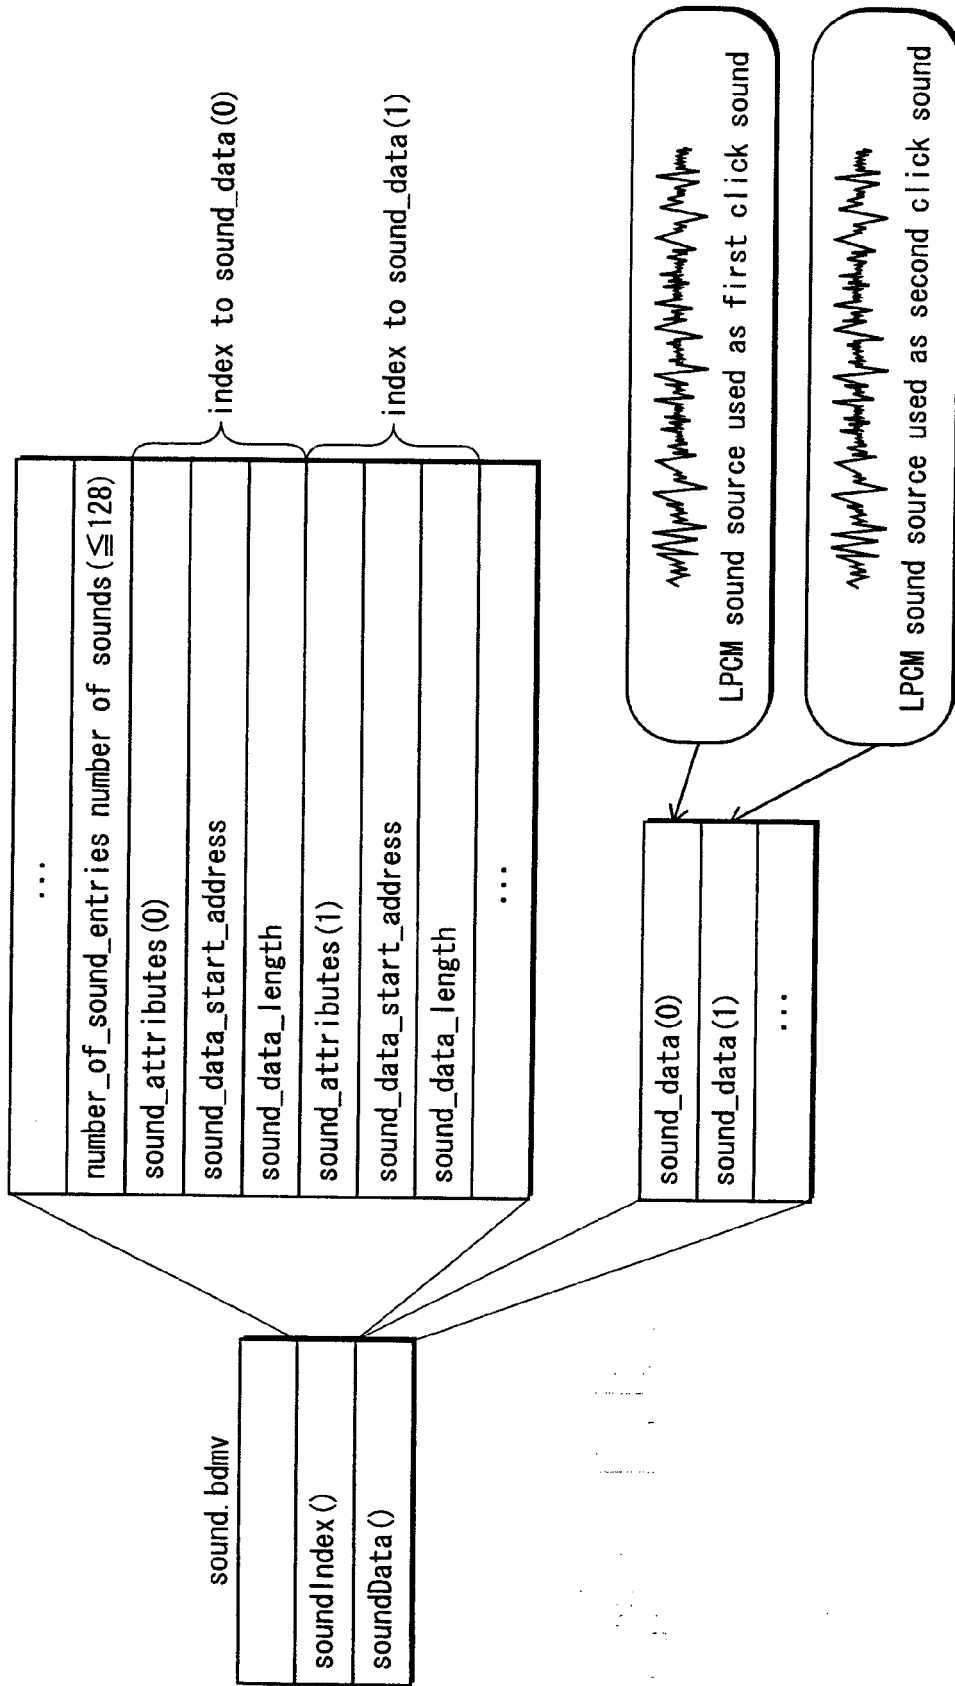 sound.bdmv
soundIndex()
soundData()
...
number_of_sound_entries number of sounds(≦128)
sound_attributes(0)
sound_data_start_address
sound_data_length
sound_attributes(1)
sound_data_start_address
sound_data_length
...
index to sound_data(0)
index to sound_data(1)
sound_data(0)
sound_data(1)
...
LPCM sound source used as first click sound
LPCM sound source used as second click sound